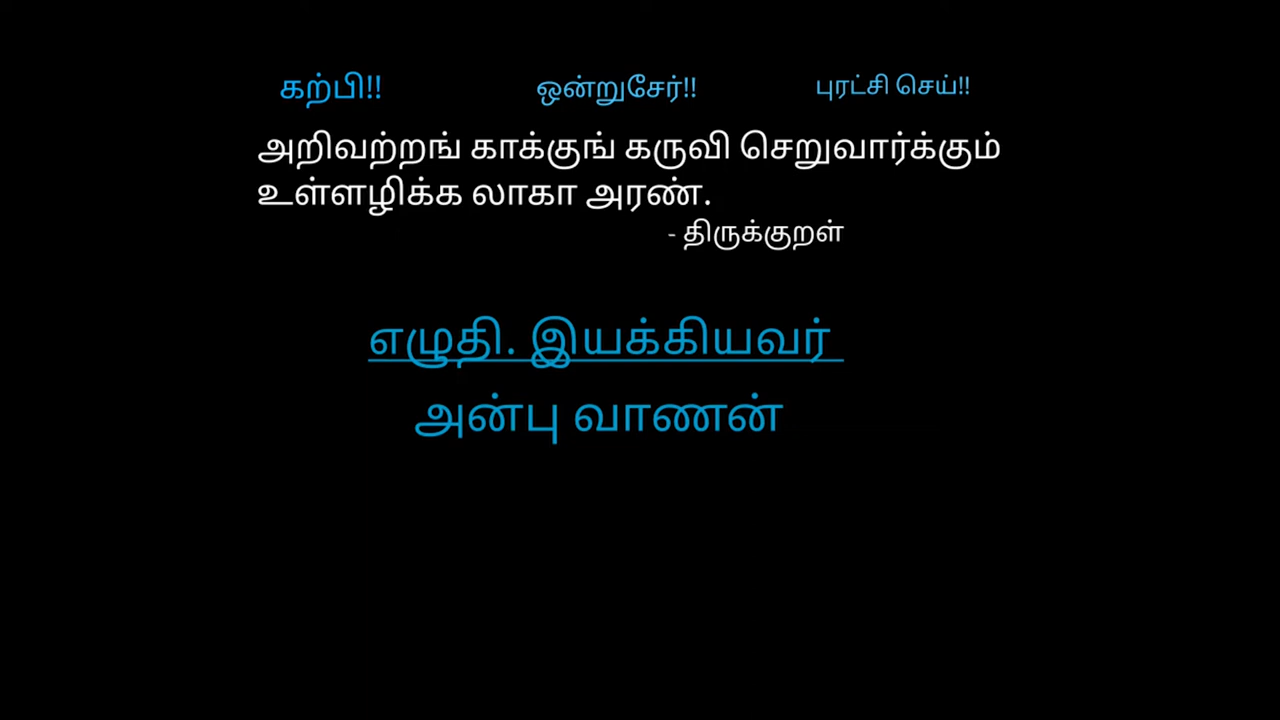 கற்பி!! ஒன்றுசேர்!! புரட்சி செய்!!
அறிவற்றங் காக்குங் கருவி செறுவார்க்கும்
உள்ளழிக்க லாகா அரண்.
- திருக்குறள்
எழுதி. இயக்கியவர்
அன்பு வாணன்